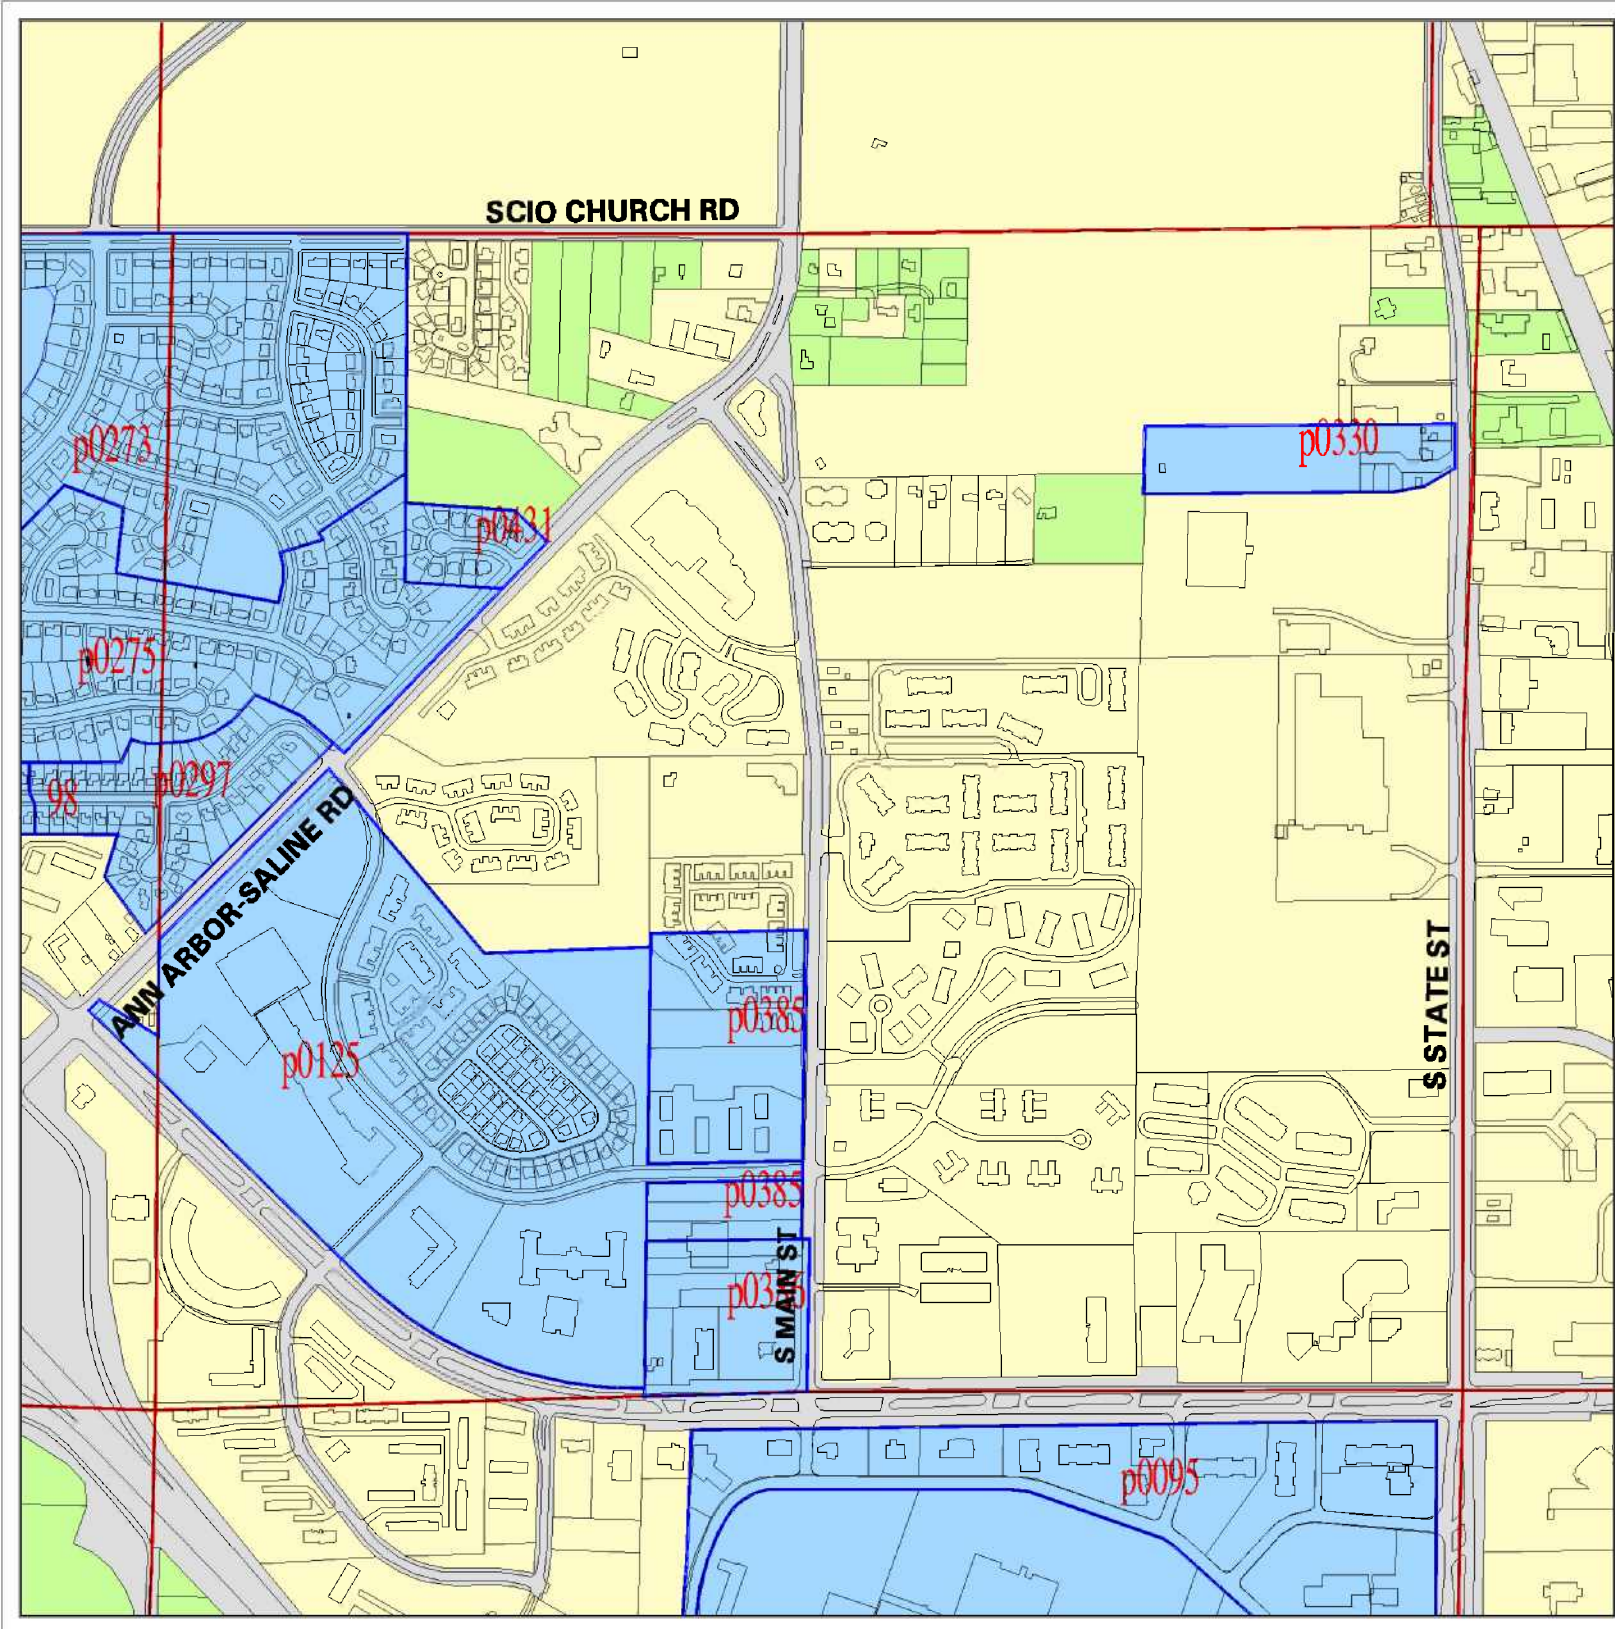 SCIO CHURCH RD
p0273
p0330
p0431
p0275
p0297
98
ANN ARBOR-SALINE RD
p0385
p0125
S STATE ST
p0385
S MAIN ST
p0095